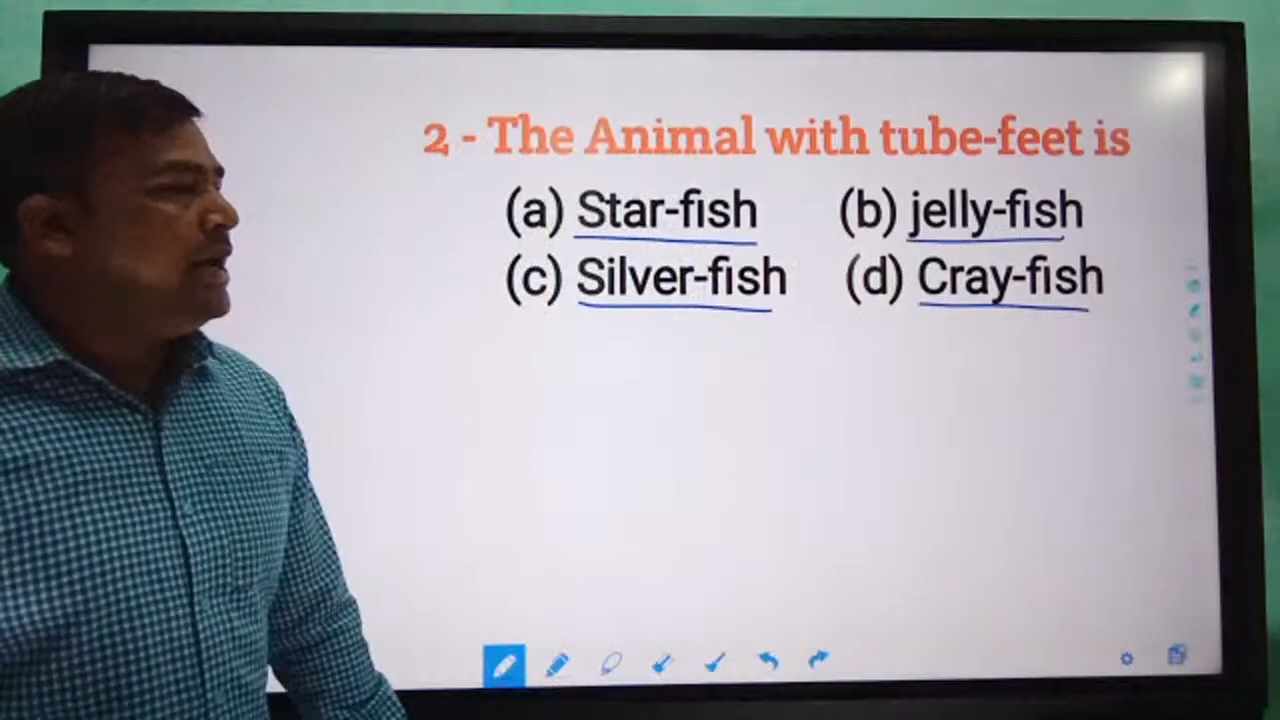 2 - The Animal with tube-feet is
(a) Star-fish (b) jelly-fish
(c) Silver-fish (d) Cray-fish